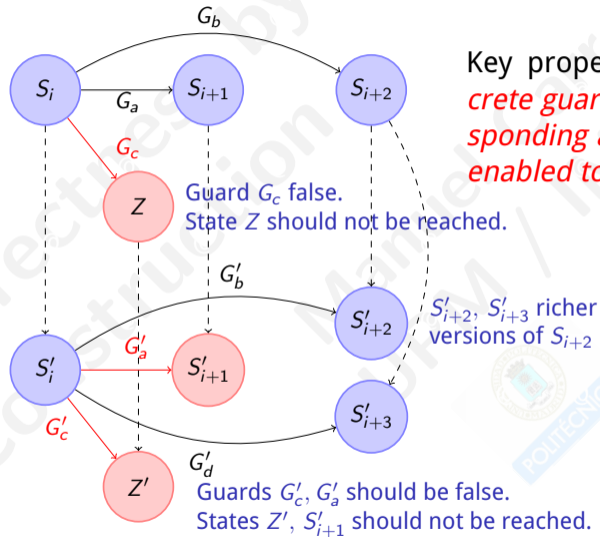 G_b
S_i
S_{i+1}
S_{i+2}
G_a
Key prope
crete guar
sponding a
enabled to
G_c
Z
Guard G_c false.
State Z should not be reached.
G'_b
S'_{i+2}
S'_{i+2}, S'_{i+3} richer
versions of S_{i+2}
G'_a
S'_i
S'_{i+1}
G'_c
S'_{i+3}
G'_d
Z'
Guards G'_c, G'_a should be false.
States Z', S'_{i+1} should not be reached.
POLITÉCNIC